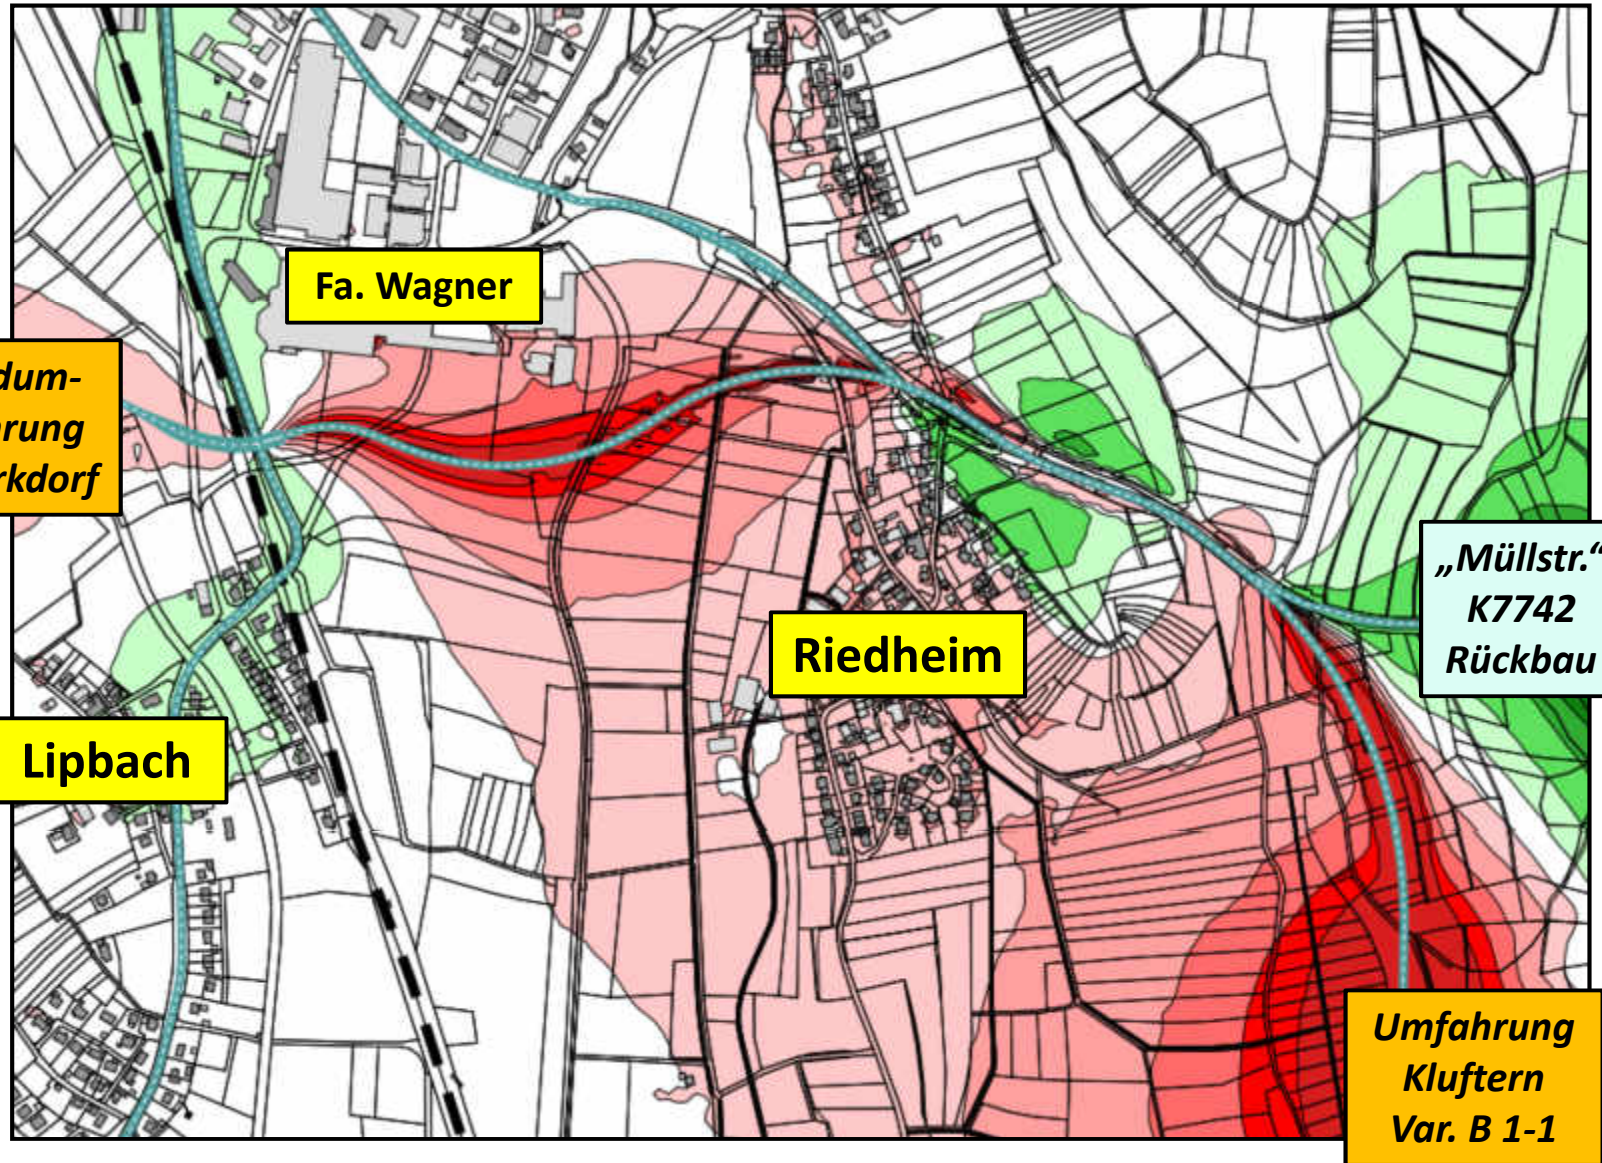 Fa. Wagner
dum-
rung
rkdorf
„Müllstr.“
K7742
Rückbau
Riedheim
Lipbach
Umfahrung
Kluftern
Var. B 1-1